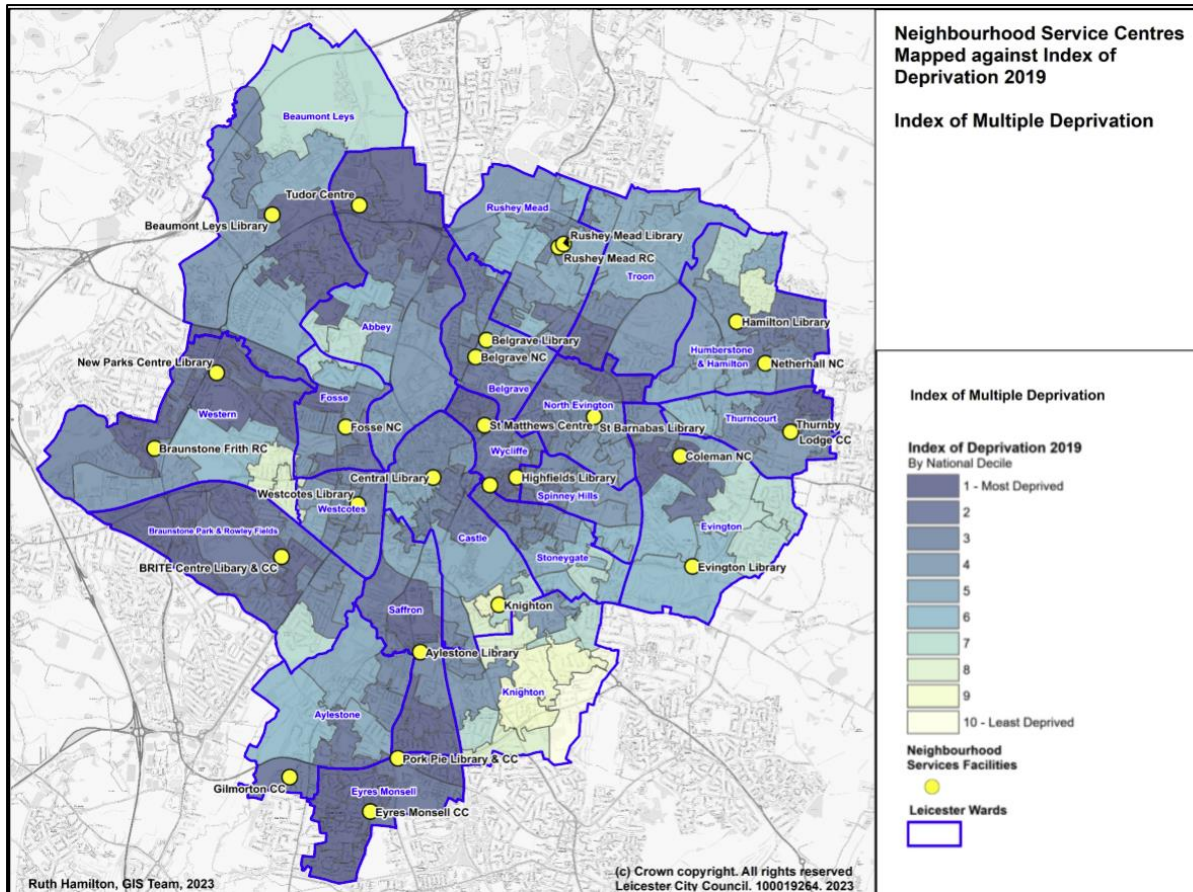 Neighbourhood Service Centres
Mapped against Index of
Deprivation 2019
Index of Multiple Deprivation
Beaumont Leys
Tudor Centre
Beaumont Leys Library
Rushey Mead
Rushey Mead Library
Rushey Mead RC
Troon
Abbey
Hamilton Library
Belgrave Library
Belgrave NC
Humberstone
& Hamilton
Netherhall NC
New Parks Centre Library
Belgrave
Western
Fosse
North Evington
Thurncourt
Fosse NC
St Matthews Centre
St Barnabas Library
Thurnby
Lodge CC
Braunstone Frith RC
Wycliffe
Coleman NC
Central Library
Highfields Library
Westcotes Library
Westcotes
Spinney Hills
Braunstone Park & Rowley Fields
Castle
Evington
BRITE Centre Libary & CC
Stoneygate
Evington Library
Saffron
Knighton
Aylestone Library
Knighton
Aylestone
Pork Pie Library & CC
Gilmorton CC
Eyres Monsell
Eyres Monsell CC
Ruth Hamilton, GIS Team, 2023
(c) Crown copyright. All rights reserved
Leicester City Council. 100019264. 2023
Index of Multiple Deprivation
Index of Deprivation 2019
By National Decile
1 - Most Deprived
2
3
4
5
6
7
8
9
10 - Least Deprived
Neighbourhood
Services Facilities
Leicester Wards